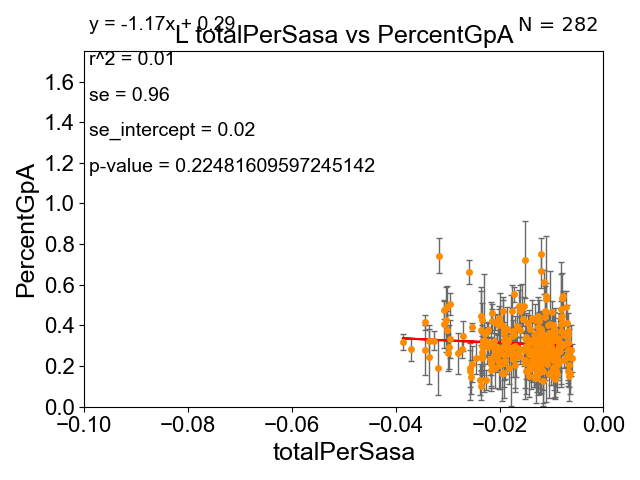 y = -1.17x + 0.29
L totalPerSasa vs PercentGpA
N = 282
r^2 = 0.01
se = 0.96
se_intercept = 0.02
p-value = 0.22481609597245142
PercentGpA
1.6
1.4
1.2
1.0
0.8
0.6
0.4
0.2
0.0
−0.10 −0.08 −0.06 −0.04 −0.02 0.00
totalPerSasa